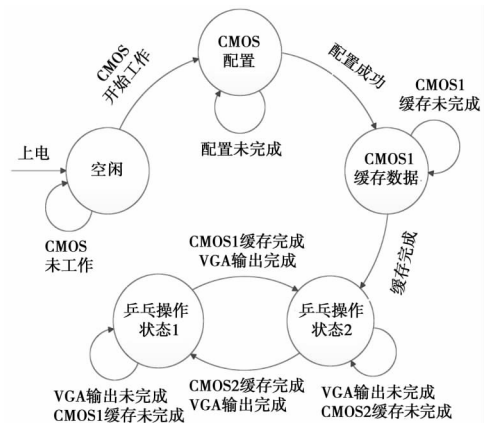 CMOS
配置
CMOS
开始工作
配置成功
CMOS1
缓存未完成
配置未完成
上电
空闲
CMOS1
缓存数据
CMOS
未工作
CMOS1缓存完成
VGA输出完成
缓存完成
乒乓操作
状态1
乒乓操作
状态2
VGA输出未完成
CMOS1缓存未完成
CMOS2缓存完成
VGA输出完成
VGA输出未完成
CMOS2缓存未完成